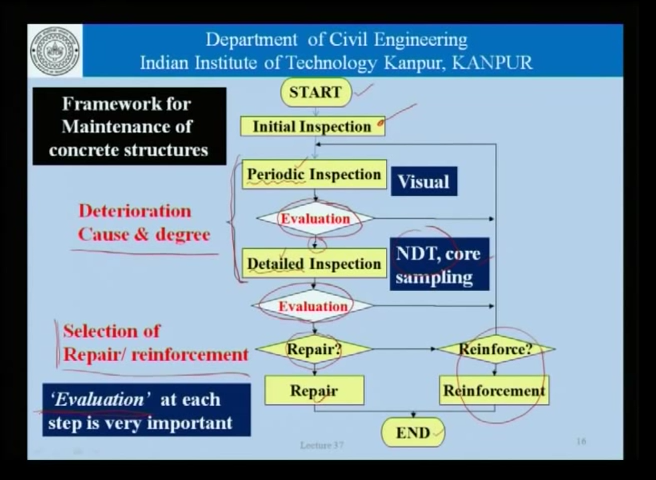 Department of Civil Engineering
Indian Institute of Technology Kanpur, KANPUR
START
Framework for
Maintenance of
concrete structures
Initial Inspection
Periodic Inspection
Visual
Deterioration
Cause & degree
Evaluation
Detailed Inspection
NDT, core
sampling
Evaluation
Selection of
Repair/ reinforcement
Repair?
Reinforce?
Repair
Reinforcement
'Evaluation' at each
step is very important
END
Lecture 37
16